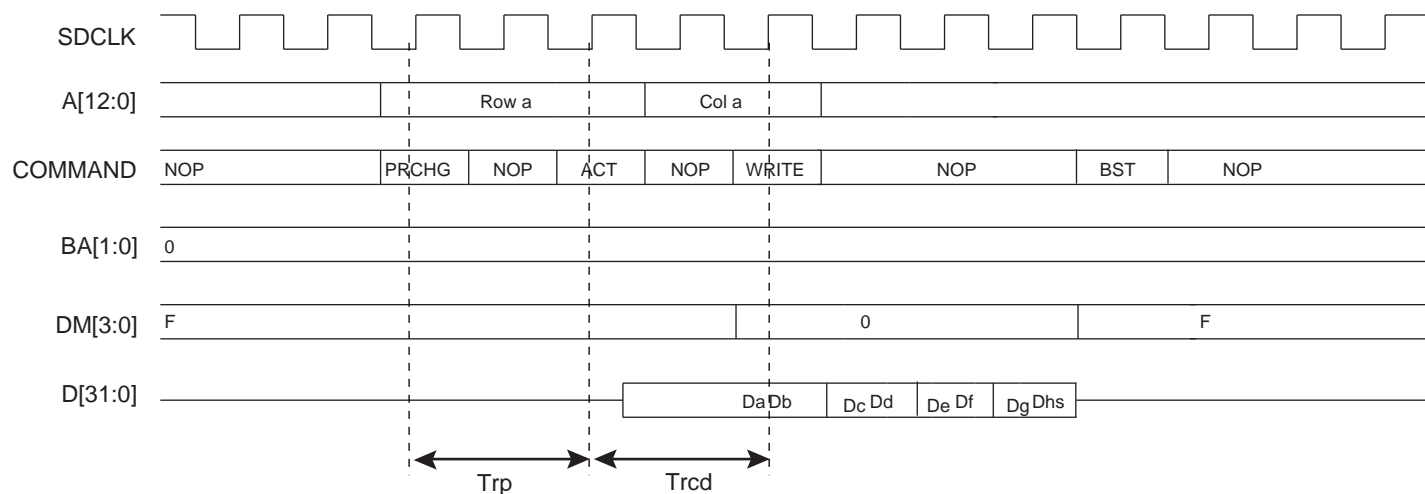 SDCLK
A[12:0] Row a Col a
COMMAND NOP PRCHG NOP ACT NOP WRITE NOP BST NOP
BA[1:0] 0
DM[3:0] F 0 F
D[31:0] Da Db Dc Dd De Df Dg Dhs
Trp Trcd